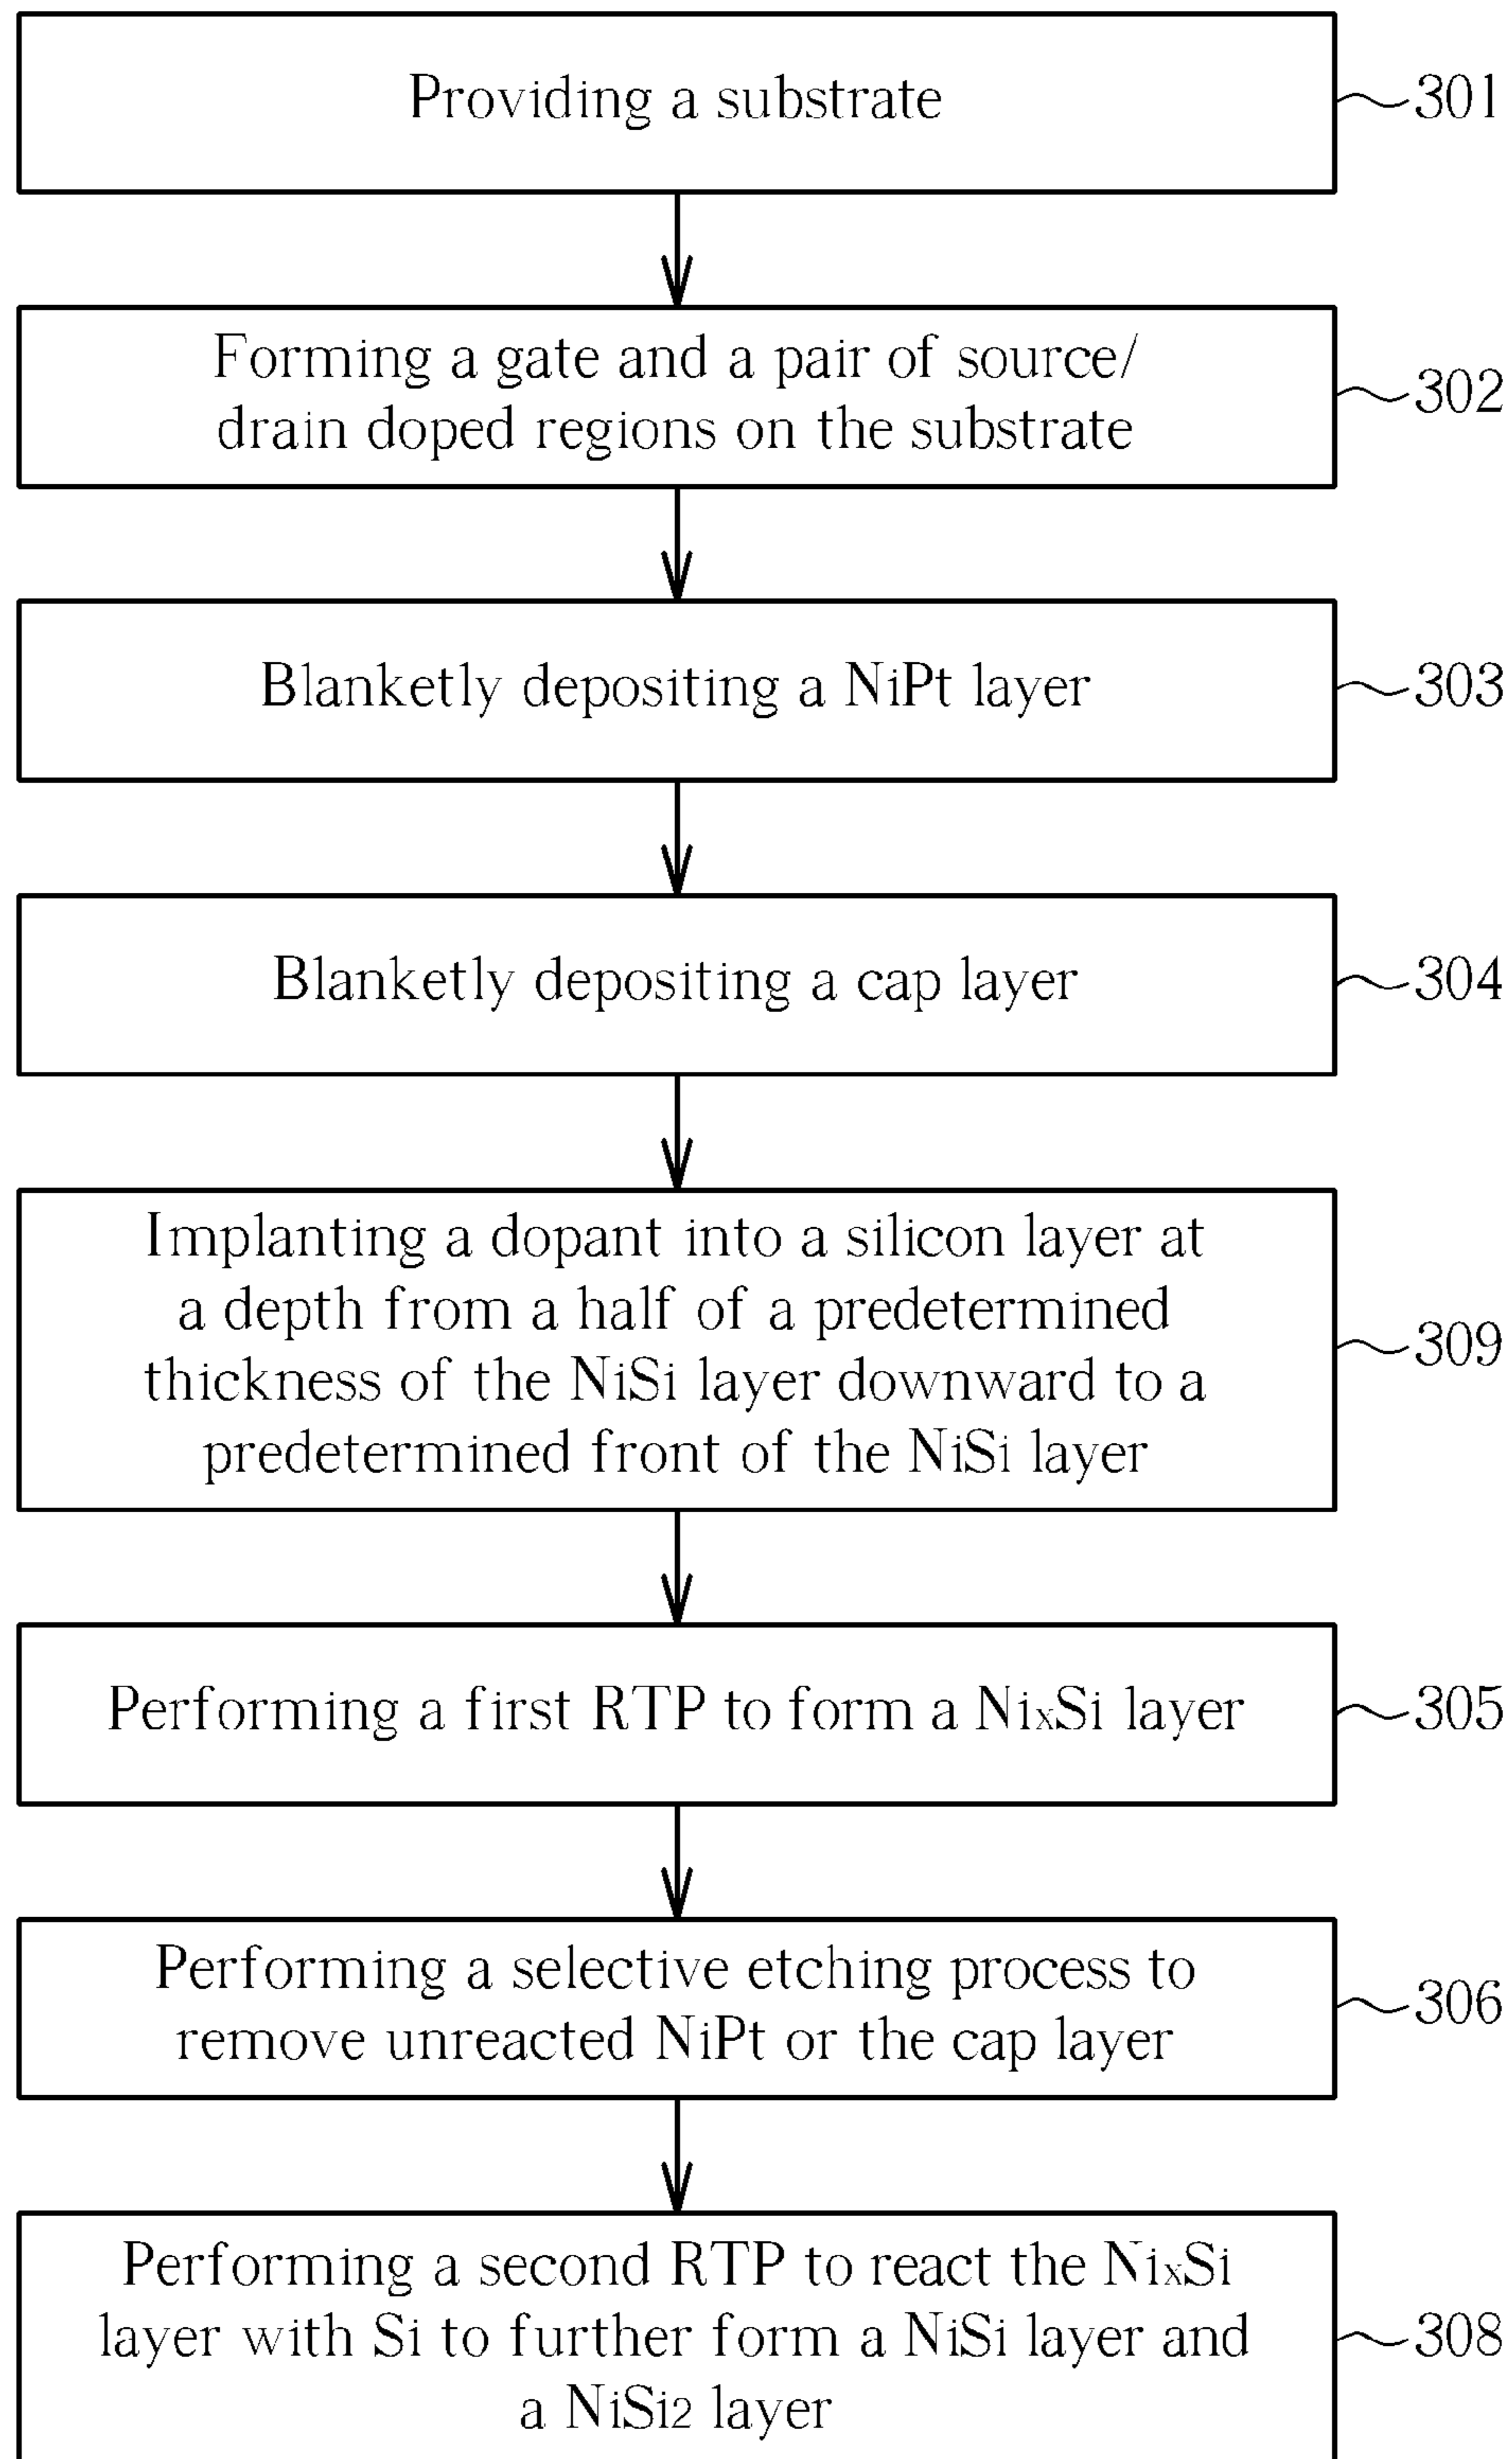 Providing a substrate
301
Forming a gate and a pair of source/
drain doped regions on the substrate
302
Blanketly depositing a NiPt layer
303
Blanketly depositing a cap layer
304
Implanting a dopant into a silicon layer at
a depth from a half of a predetermined
thickness of the NiSi layer downward to a
predetermined front of the NiSi layer
309
Performing a first RTP to form a NixSi layer
305
Performing a selective etching process to
remove unreacted NiPt or the cap layer
306
Performing a second RTP to react the NixSi
layer with Si to further form a NiSi layer and
a NiSi2 layer
308